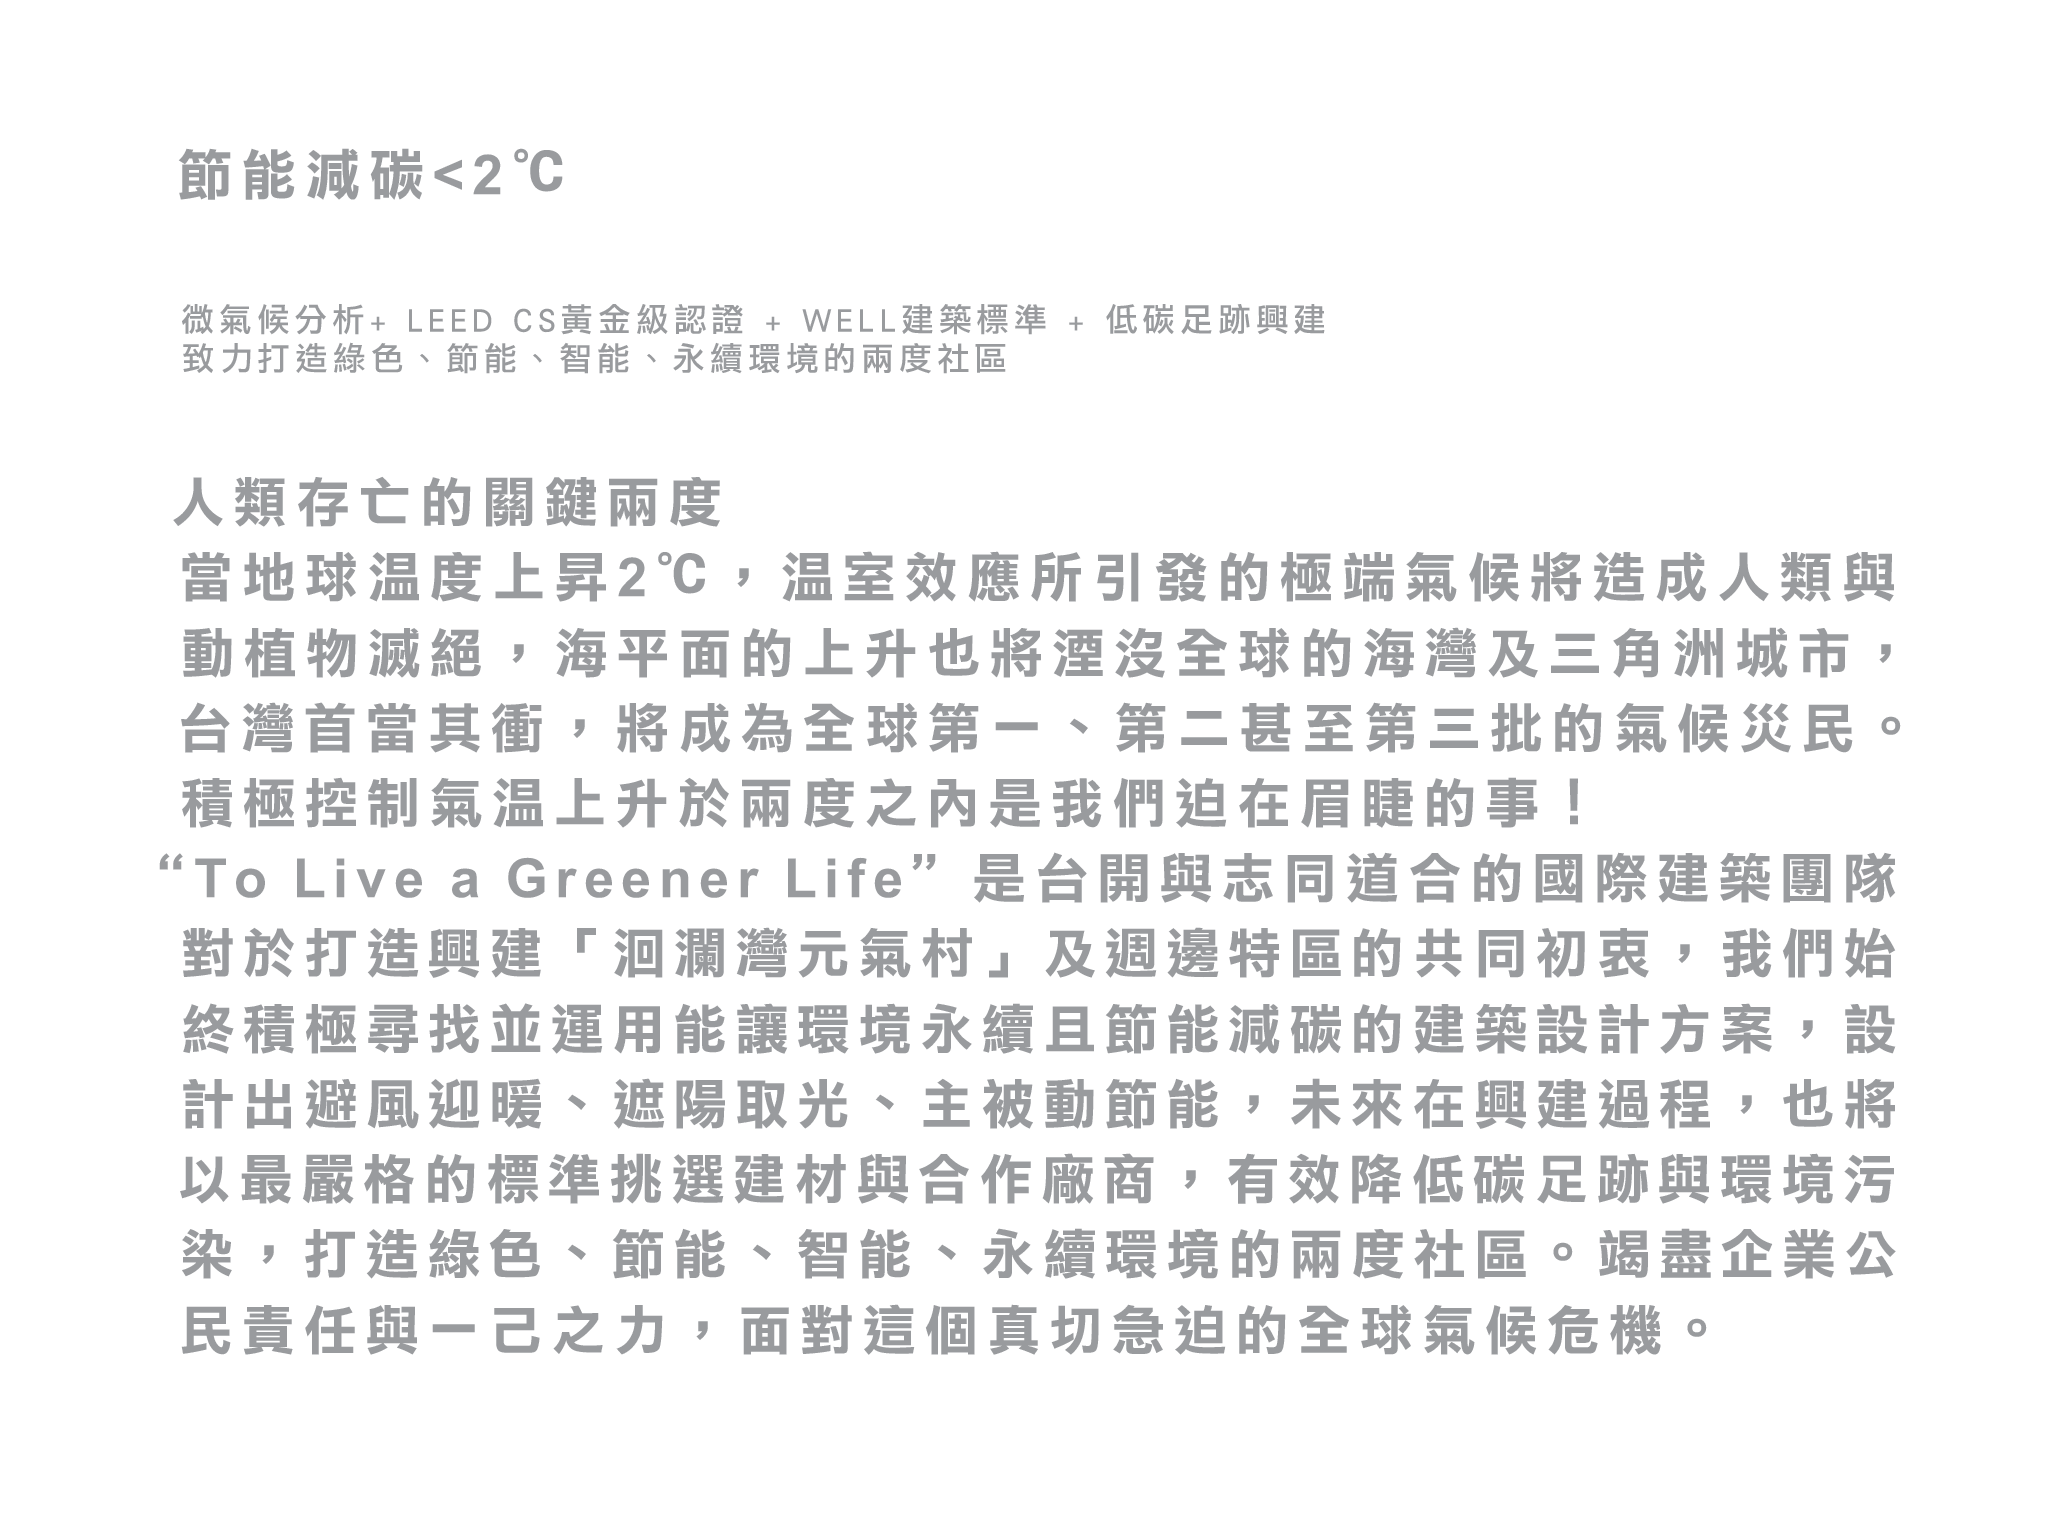 節能減碳<2℃
微氣候分析+ LEED CS黃金級認證 + WELL建築標準 + 低碳足跡興建
致力打造綠色、節能、智能、永續環境的兩度社區
人類存亡的關鍵兩度
當地球温度上昇2℃，温室效應所引發的極端氣候將造成人類與
動植物滅絕，海平面的上升也將湮沒全球的海灣及三角洲城市，
台灣首當其衝，將成為全球第一、第二甚至第三批的氣候災民。
積極控制氣温上升於兩度之內是我們迫在眉睫的事！
“To Live a Greener Life” 是台開與志同道合的國際建築團隊
對於打造興建「洄瀾灣元氣村」及週邊特區的共同初衷，我們始
終積極尋找並運用能讓環境永續且節能減碳的建築設計方案，設
計出避風迎暖、遮陽取光、主被動節能，未來在興建過程，也將
以最嚴格的標準挑選建材與合作廠商，有效降低碳足跡與環境污
染，打造綠色、節能、智能、永續環境的兩度社區。竭盡企業公
民責任與一己之力，面對這個真切急迫的全球氣候危機。